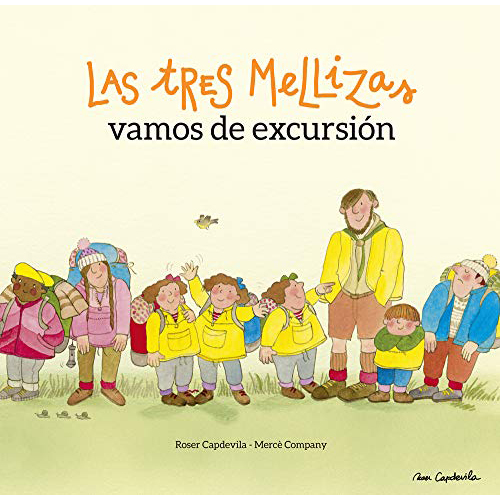 LAS tRES MeLLIZas
vamos de excursión
Roser Capdevila - Mercè Company
Roser Capdevila